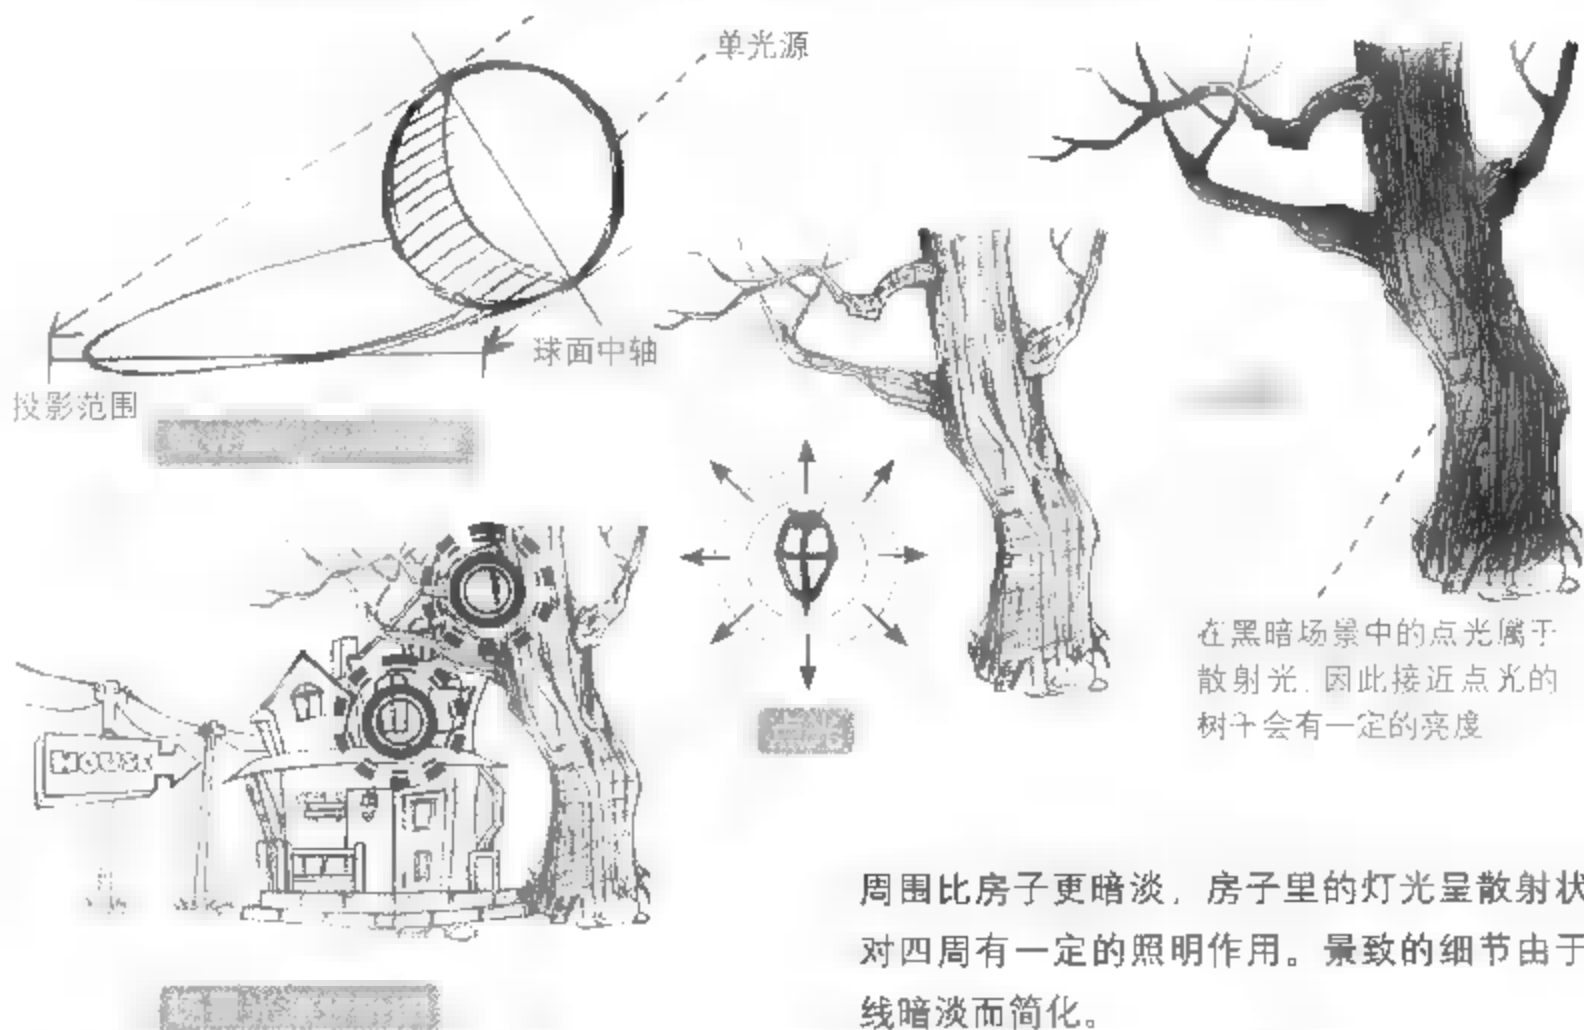 单光源
球面中轴
投影范围
HOUSE
在黑暗场景中的点光属于
散射光,因此接近点光的
树干会有一定的亮度
周围比房子更暗淡,房子里的灯光呈散射状
对四周有一定的照明作用。景致的细节由于
线暗淡而简化。